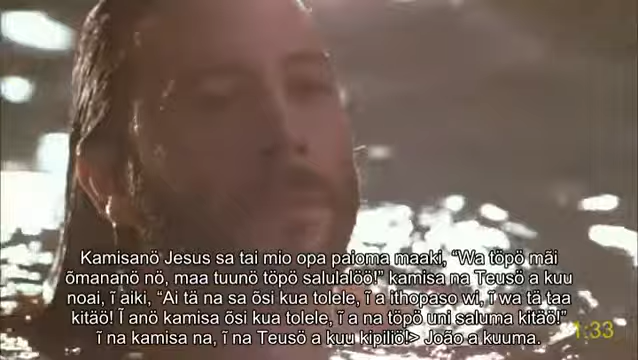 Kamisanö Jesus sa tai mio opa paioma maaki, “Wa töpö mäi
õmananö nö, maa tuunö töpö salulalöö!” kamisa na Teusö a kuu
noai, ĩ aiki, “Ai tä na sa õsi kua tolele, ĩ a ithopaso wi, ĩ wa tä taa
kitäö! Ĩ anö kamisa õsi kua tolele, ĩ a na töpö uni saluma kitäö!”
ĩ na kamisa na, ĩ na Teusö a kuu kipiliö!> João a kuuma.
1:33